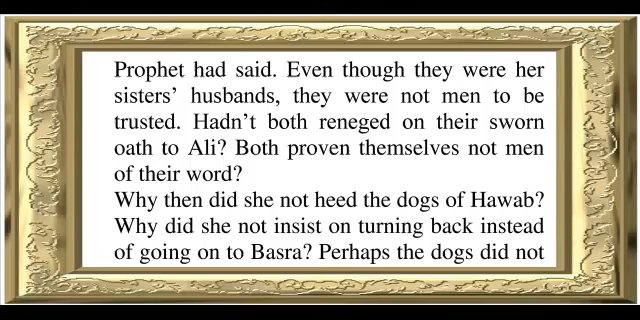 Prophet had said. Even though they were her
sisters’ husbands, they were not men to be
trusted. Hadn’t both reneged on their sworn
oath to Ali? Both proven themselves not men
of their word?
Why then did she not heed the dogs of Hawab?
Why did she not insist on turning back instead
of going on to Basra? Perhaps the dogs did not